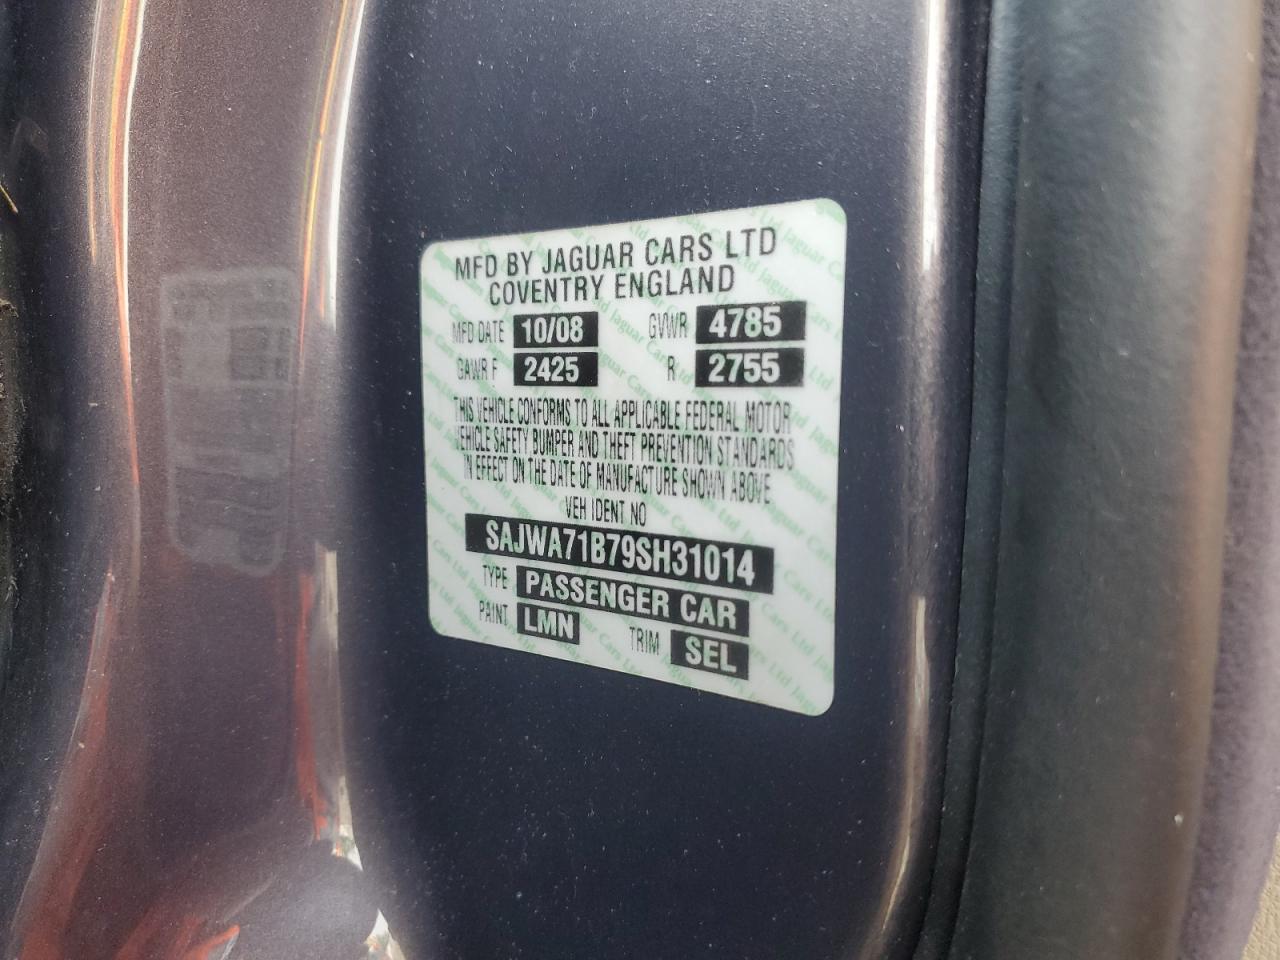 MFD BY JAGUAR CARS LTD
COVENTRY ENGLAND
MFD DATE 10/08 GVWR 4785
GAWR F 2425 R 2755
THIS VEHICLE CONFORMS TO ALL APPLICABLE FEDERAL MOTOR
VEHICLE SAFETY BUMPER AND THEFT PREVENTION STANDARDS
IN EFFECT ON THE DATE OF MANUFACTURE SHOWN ABOVE
VEH IDENT NO
SAJWA71B79SH31014
TYPE PASSENGER CAR
PAINT LMN TRIM SEL